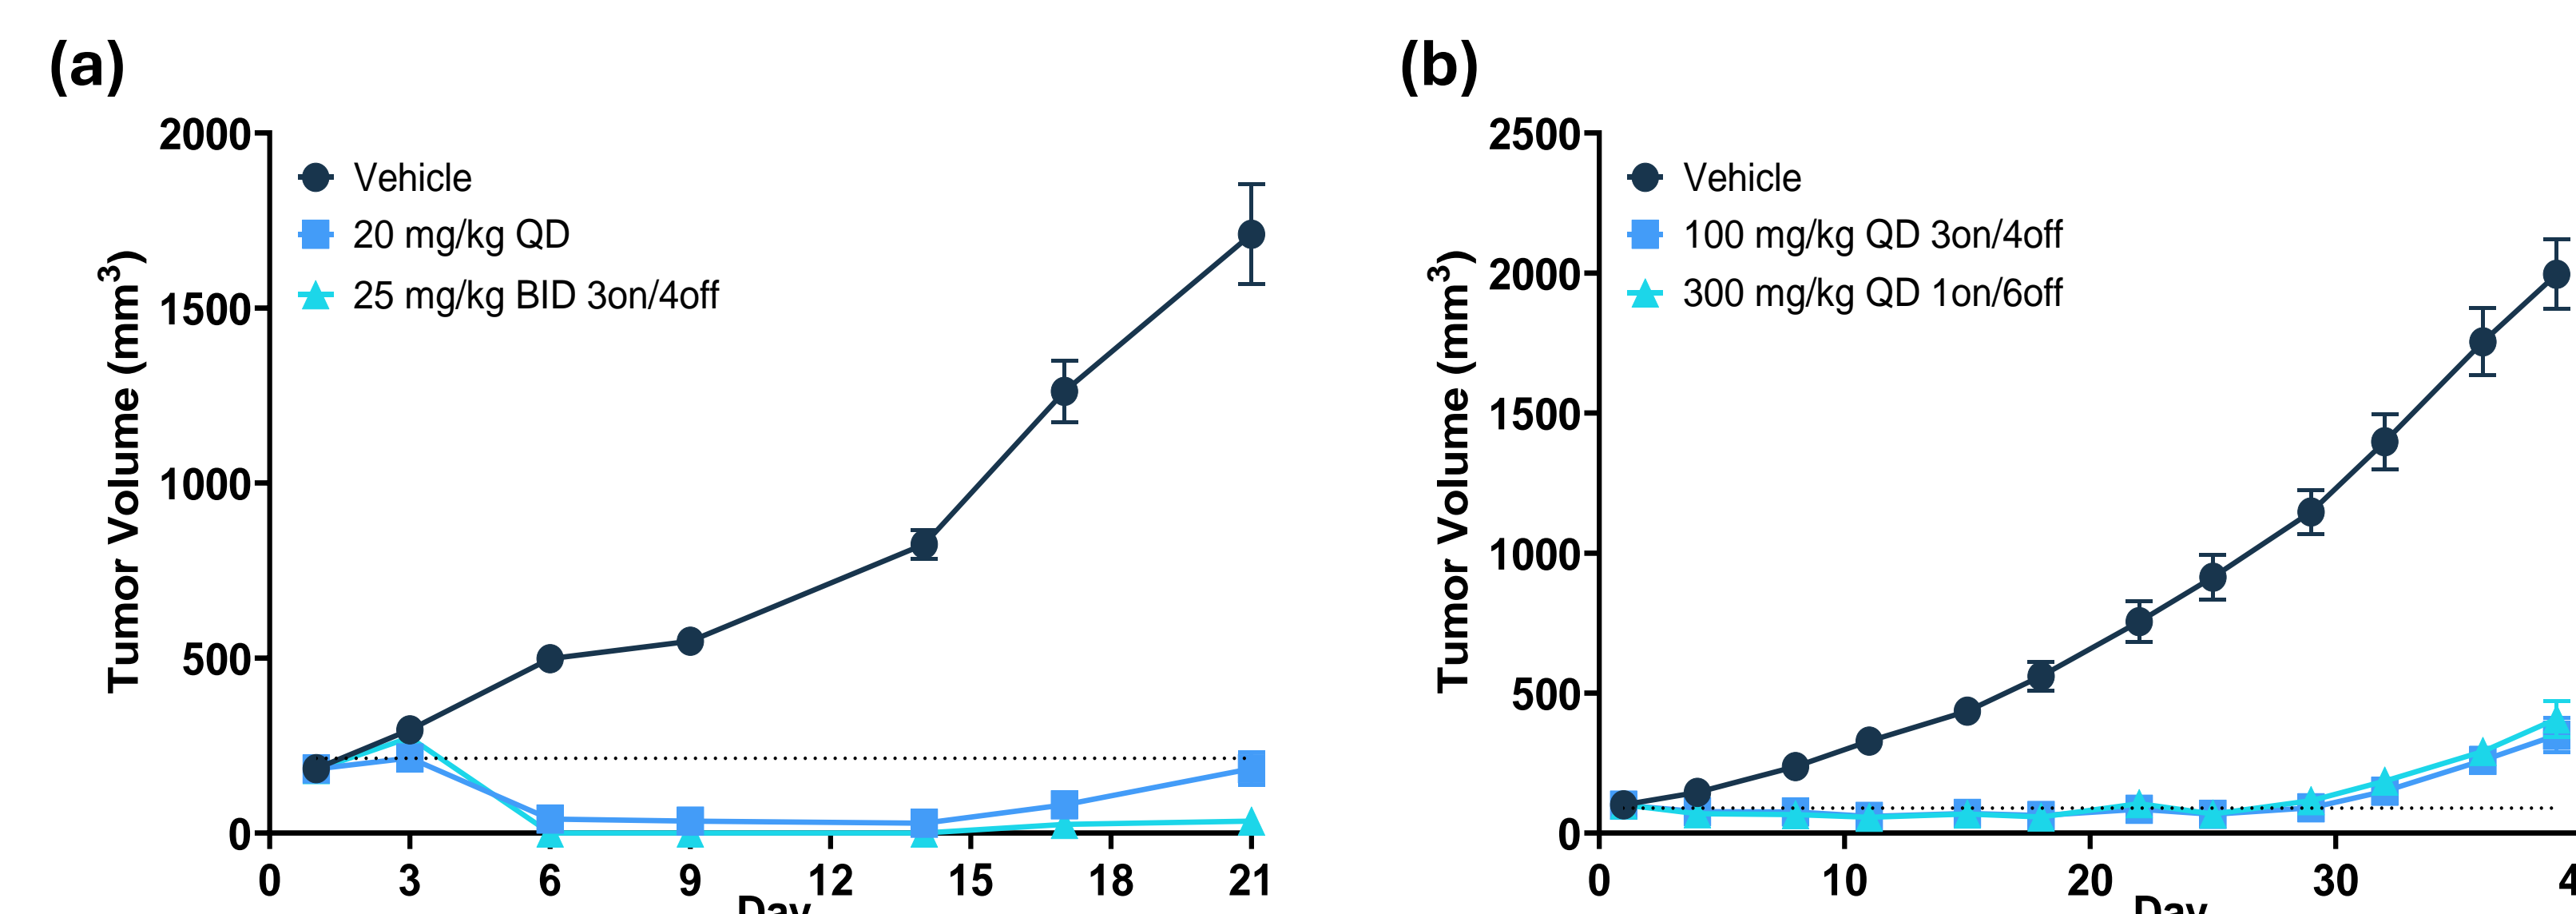 (a)
2000
1500
1000
500
0
Tumor Volume (mm³)
Vehicle
20 mg/kg QD
25 mg/kg BID 3on/4off
0 3 6 9 12 15 18 21
Day
(b)
2500
2000
1500
1000
500
0
Tumor Volume (mm³)
Vehicle
100 mg/kg QD 3on/4off
300 mg/kg QD 1on/6off
0 10 20 30
Day